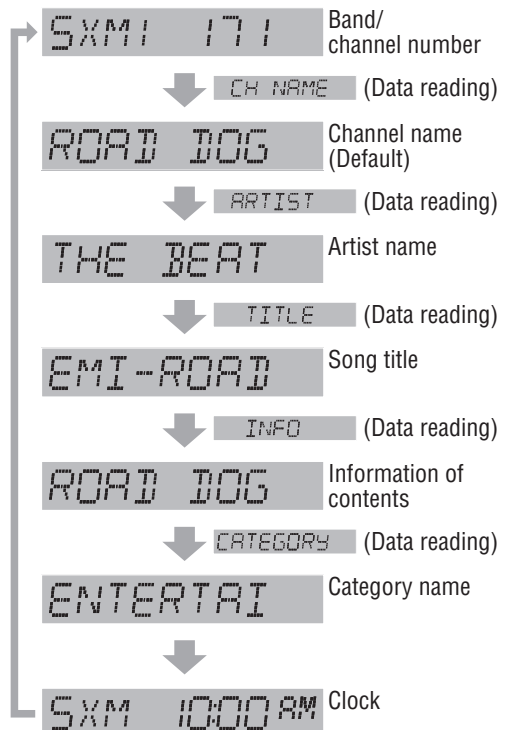 SXM1 171
Band/
channel number
CH NAME (Data reading)
ROAD DOG
Channel name
(Default)
ARTIST (Data reading)
THE BEAT
Artist name
TITLE (Data reading)
EMI-ROAD
Song title
INFO (Data reading)
ROAD DOG
Information of
contents
CATEGORY (Data reading)
ENTERTAI
Category name
SXM 10:00 AM
Clock